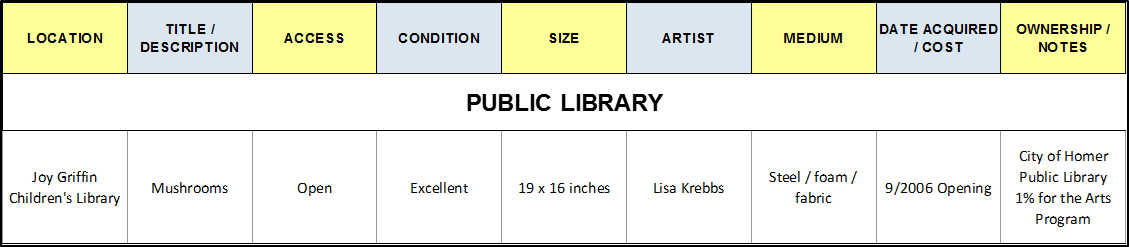 LOCATION
TITLE /
DESCRIPTION
ACCESS
CONDITION
SIZE
ARTIST
MEDIUM
DATE ACQUIRED
/ COST
OWNERSHIP /
NOTES
PUBLIC LIBRARY
Joy Griffin
Children's Library
Mushrooms
Open
Excellent
19 x 16 inches
Lisa Krebbs
Steel / foam /
fabric
9/2006 Opening
City of Homer
Public Library
1% for the Arts
Program